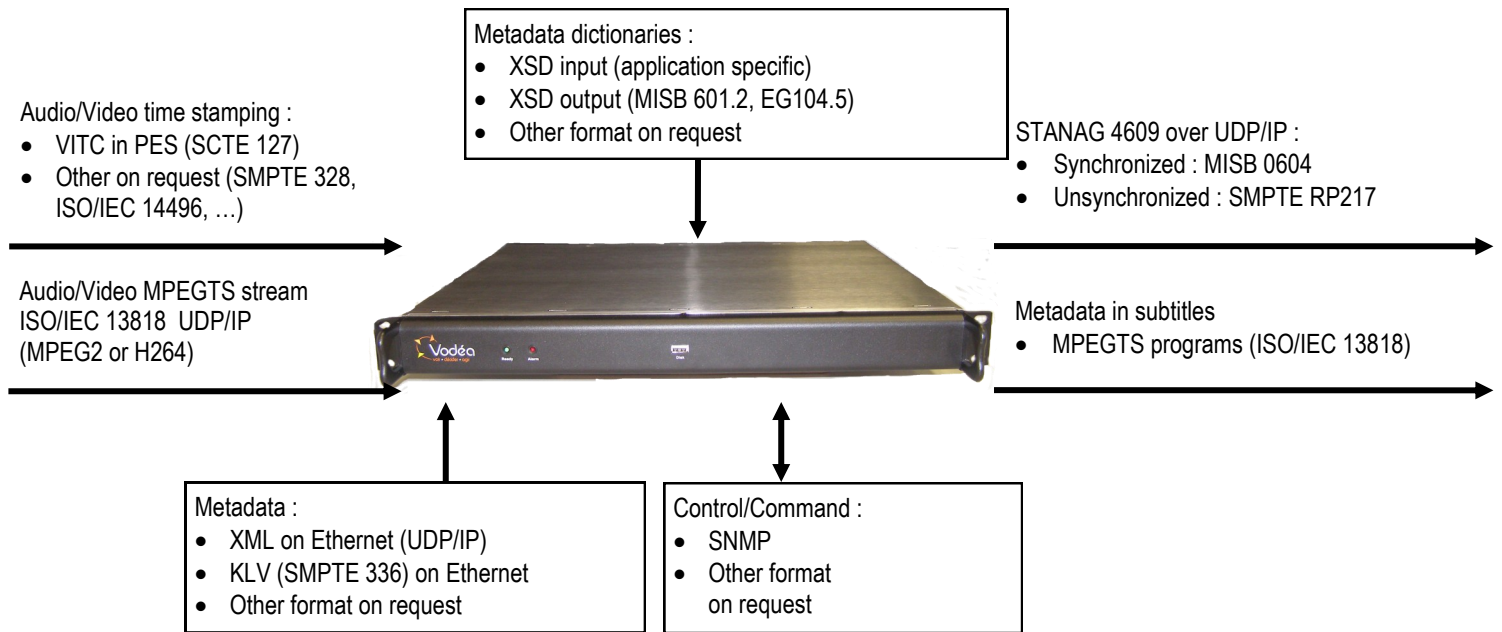 Metadata dictionaries :
• XSD input (application specific)
• XSD output (MISB 601.2, EG104.5)
• Other format on request
Audio/Video time stamping :
• VITC in PES (SCTE 127)
• Other on request (SMPTE 328,
ISO/IEC 14496, …)
STANAG 4609 over UDP/IP :
• Synchronized : MISB 0604
• Unsynchronized : SMPTE RP217
Audio/Video MPEGTS stream
ISO/IEC 13818 UDP/IP
(MPEG2 or H264)
Metadata in subtitles
• MPEGTS programs (ISO/IEC 13818)
Vodéa
Ready
Alarm
Metadata :
• XML on Ethernet (UDP/IP)
• KLV (SMPTE 336) on Ethernet
• Other format on request
Control/Command :
• SNMP
• Other format
on request